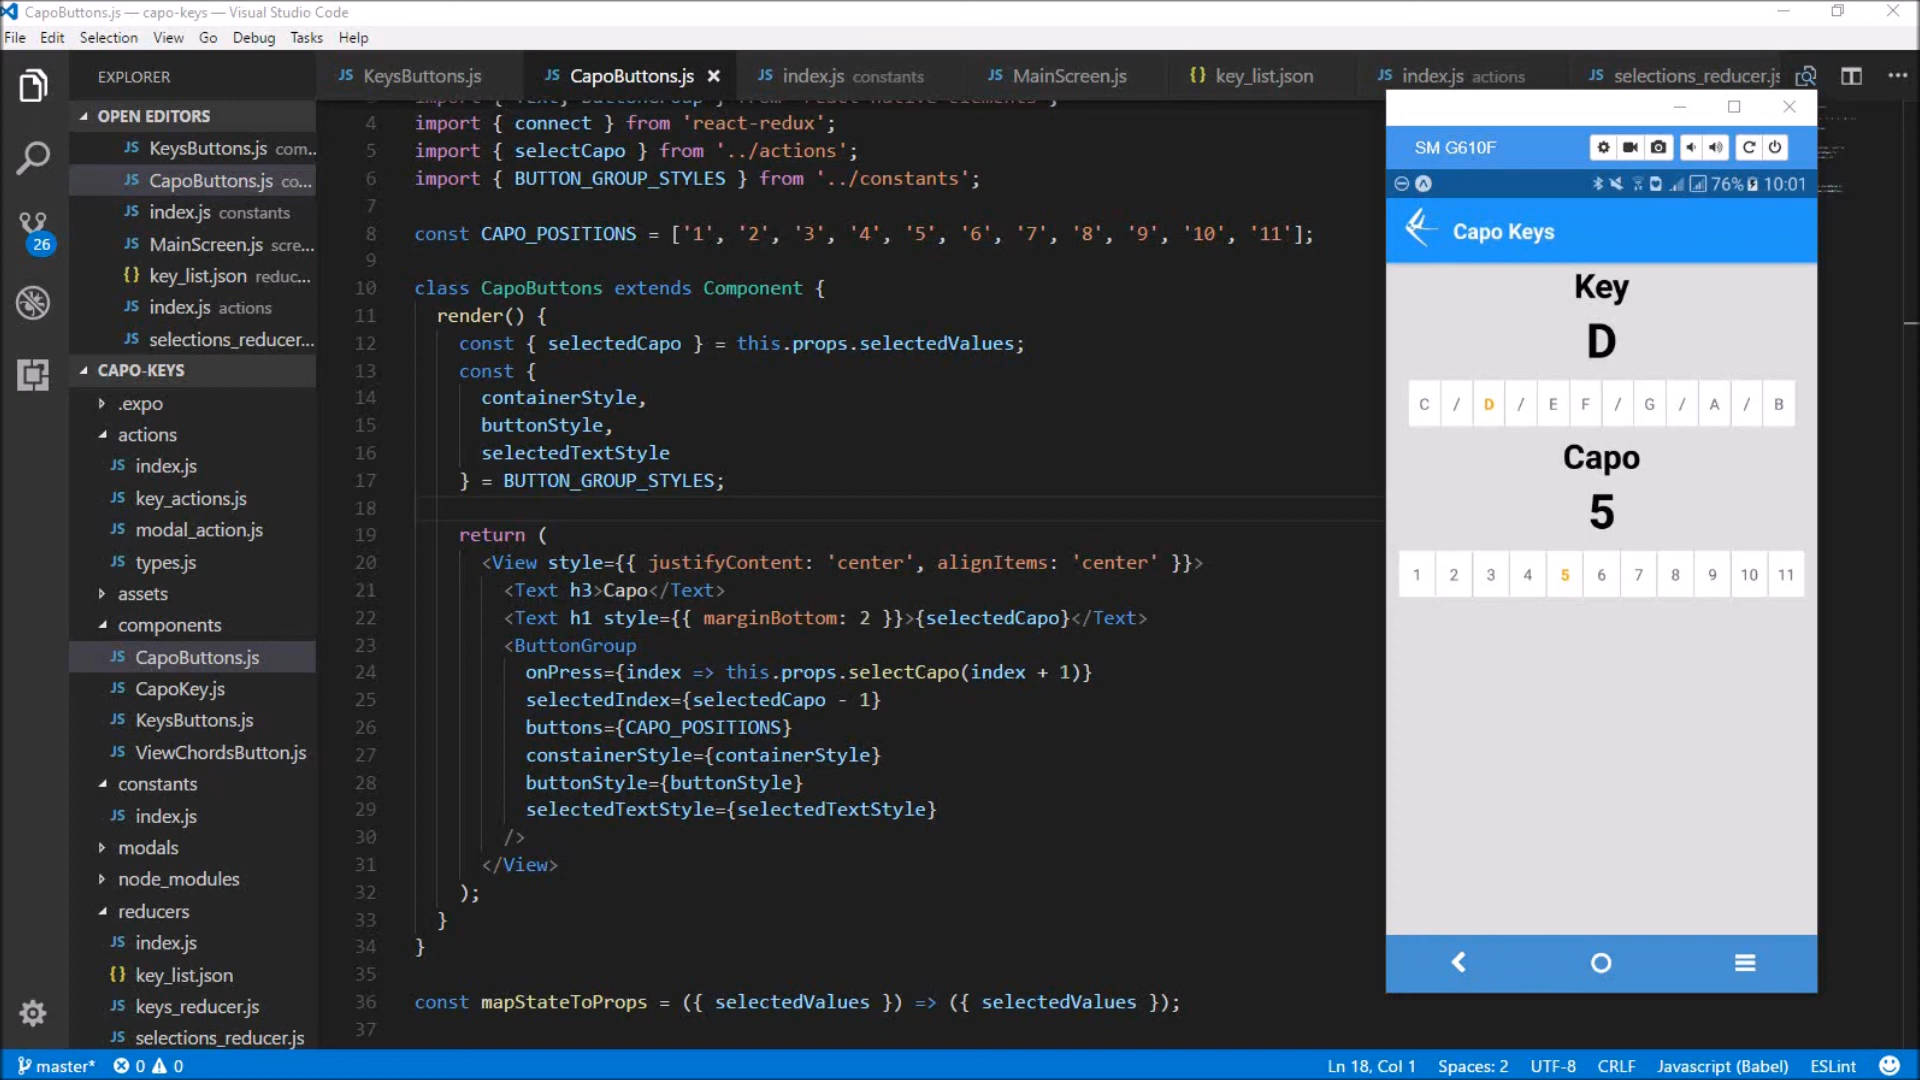 CapoButtons.js — capo-keys — Visual Studio Code
File Edit Selection View Go Debug Tasks Help
EXPLORER
OPEN EDITORS
JS KeysButtons.js com...
JS CapoButtons.js co...
JS index.js constants
JS MainScreen.js scre...
{} key_list.json reduc...
JS index.js actions
JS selections_reducer...
26
CAPO-KEYS
.expo
actions
JS index.js
JS key_actions.js
JS modal_action.js
JS types.js
assets
components
JS CapoButtons.js
JS CapoKey.js
JS KeysButtons.js
JS ViewChordsButton.js
constants
JS index.js
modals
node_modules
reducers
JS index.js
{} key_list.json
JS keys_reducer.js
JS selections_reducer.js
JS KeysButtons.js JS CapoButtons.js JS index.js constants JS MainScreen.js {} key_list.json JS index.js actions JS selections_reducer.js
import { Text, ButtonGroup } from 'react-native-elements';
4 import { connect } from 'react-redux';
5 import { selectCapo } from '../actions';
6 import { BUTTON_GROUP_STYLES } from '../constants';
7
8 const CAPO_POSITIONS = ['1', '2', '3', '4', '5', '6', '7', '8', '9', '10', '11'];
9
10 class CapoButtons extends Component {
11 render() {
12 const { selectedCapo } = this.props.selectedValues;
13 const {
14 containerStyle,
15 buttonStyle,
16 selectedTextStyle
17 } = BUTTON_GROUP_STYLES;
18
19 return (
20 <View style={{ justifyContent: 'center', alignItems: 'center' }}>
21 <Text h3>Capo</Text>
22 <Text h1 style={{ marginBottom: 2 }}>{selectedCapo}</Text>
23 <ButtonGroup
24 onPress={index => this.props.selectCapo(index + 1)}
25 selectedIndex={selectedCapo - 1}
26 buttons={CAPO_POSITIONS}
27 constainerStyle={containerStyle}
28 buttonStyle={buttonStyle}
29 selectedTextStyle={selectedTextStyle}
30 />
31 </View>
32 );
33 }
34 }
35
36 const mapStateToProps = ({ selectedValues }) => ({ selectedValues });
37
SM G610F
76% 10:01
Capo Keys
Key
D
C / D / E F / G / A / B
Capo
5
1 2 3 4 5 6 7 8 9 10 11
master* 0 0 Ln 18, Col 1 Spaces: 2 UTF-8 CRLF Javascript (Babel) ESLint